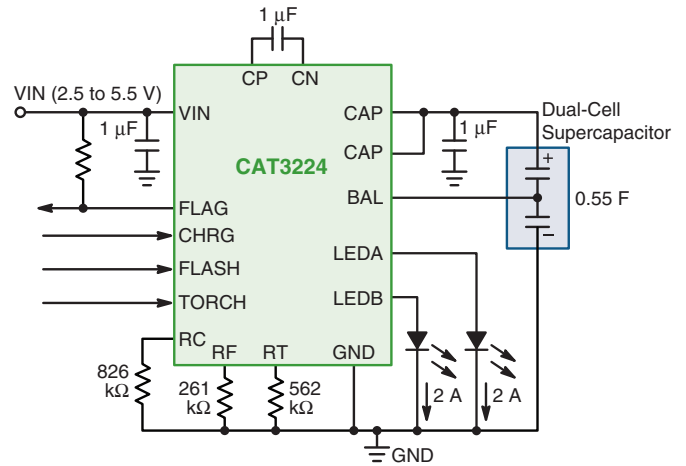 1 µF
CP CN
VIN (2.5 to 5.5 V)
VIN
CAP
1 µF
1 µF
Dual-Cell
Supercapacitor
CAP
CAT3224
+
BAL
0.55 F
FLAG
–
CHRG
LEDA
FLASH
LEDB
TORCH
RC
RF RT GND
826
kΩ
261
kΩ
562
kΩ
2 A
2 A
GND